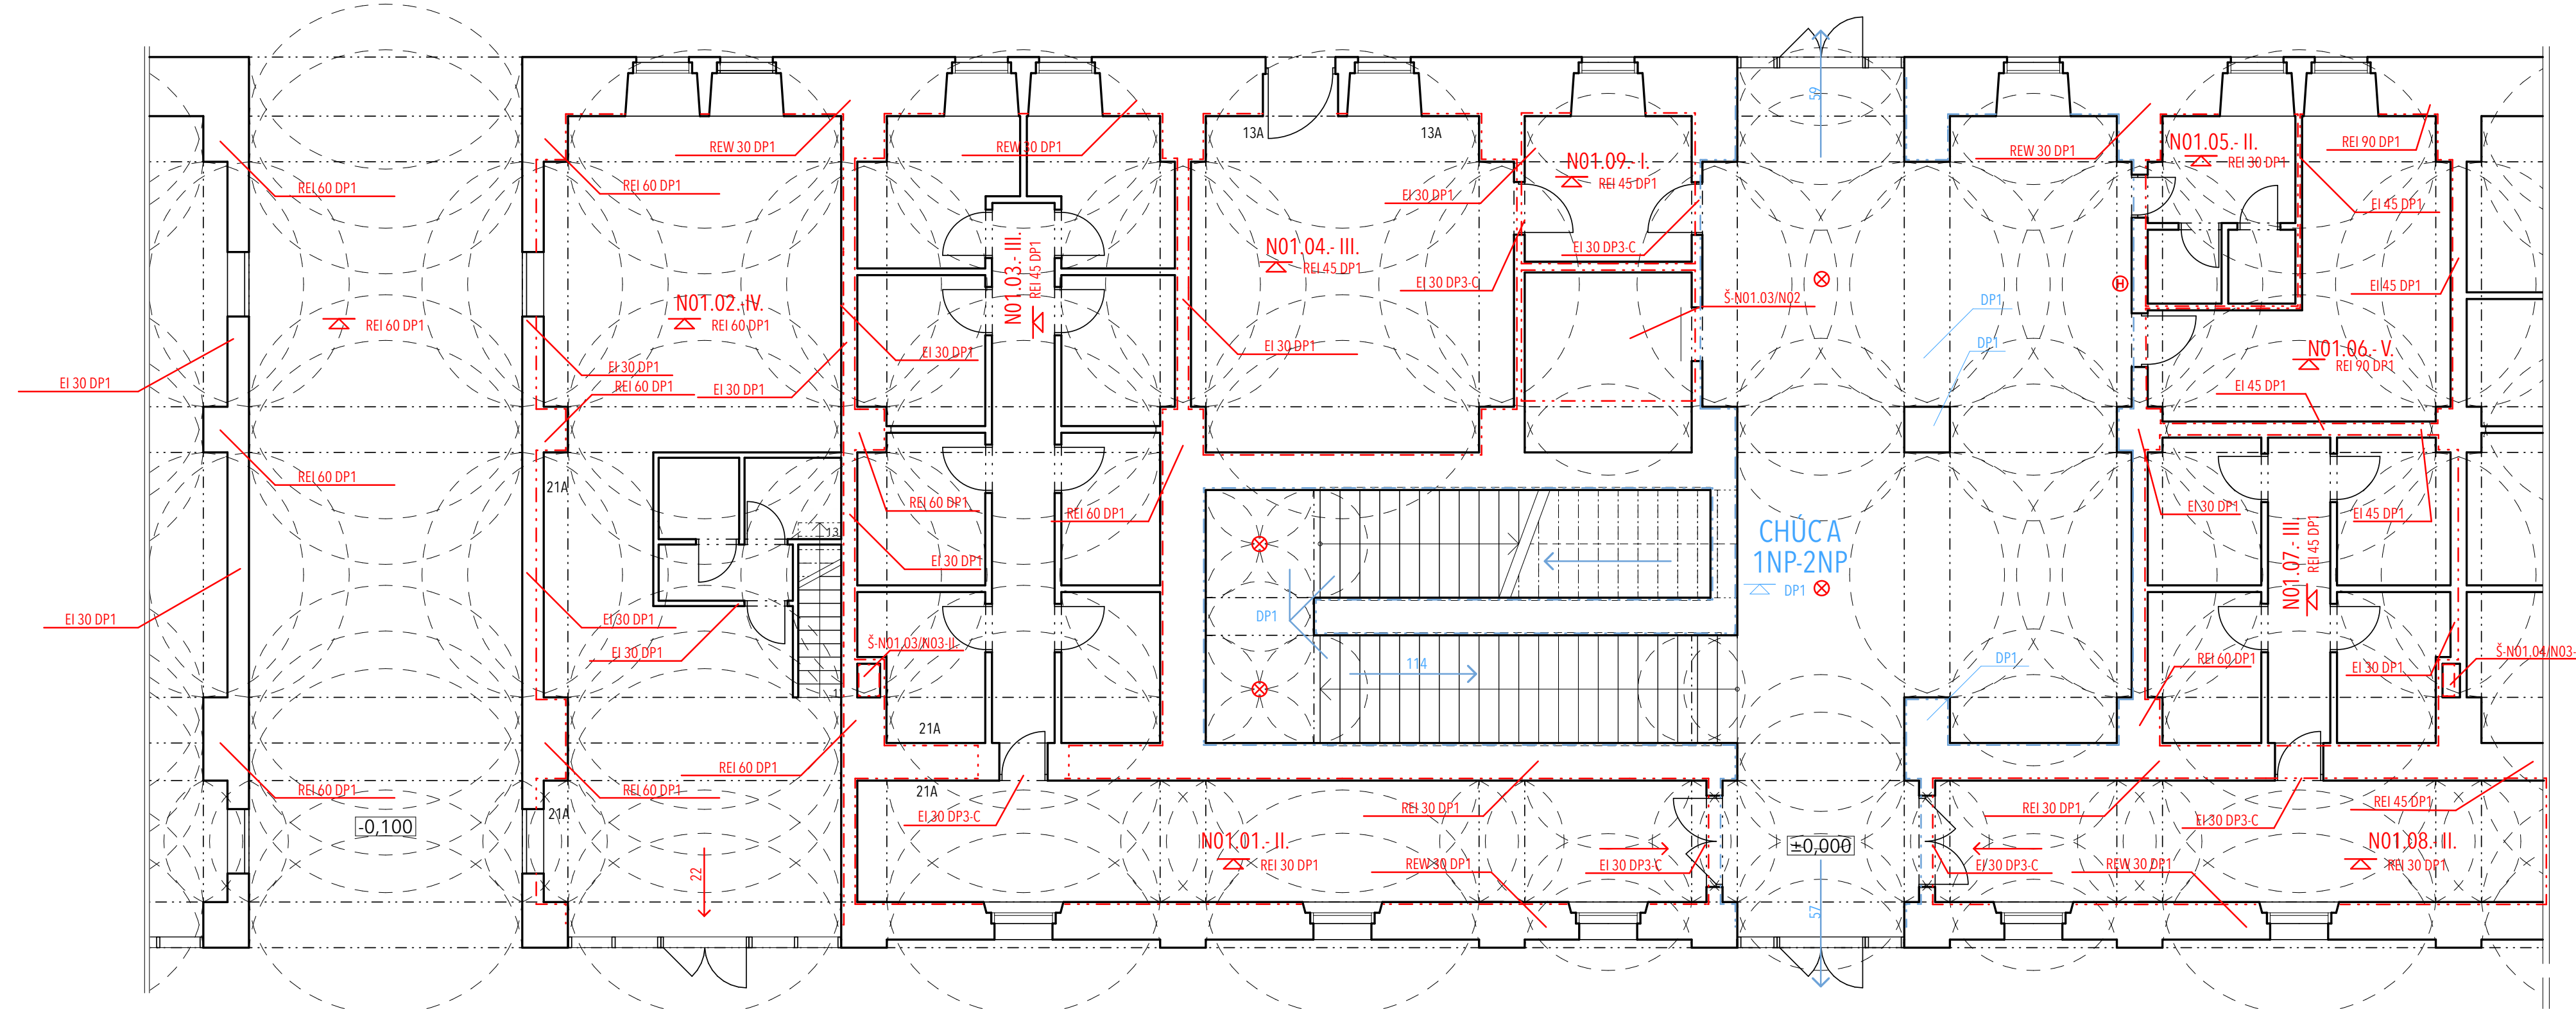 59
13A
13A
REW 30 DP1
REW 30 DP1
N01.09.- I.
REI 45 DP1
REW 30 DP1
N01.05.- II.
REI 30 DP1
REI 90 DP1
REI 60 DP1
REI 60 DP1
EI 30 DP1
EI 45 DP1
N01.03.- III.
REI 45 DP1
N01.04.- III.
REI 45 DP1
EI 30 DP3-C
EI 30 DP3-C
H
EI 45 DP1
N01.02.-IV.
REI 60 DP1
REI 60 DP1
Š-N01.03/N02
DP1
DP1
EI 30 DP1
EI 30 DP1
N01.06.- V.
REI 90 DP1
EI 30 DP1
EI 30 DP1
REI 60 DP1
EI 30 DP1
EI 45 DP1
REI 60 DP1
21A
REI 60 DP1
REI 60 DP1
EI 30 DP1
EI 45 DP1
13
EI 30 DP1
CHÚC A
1NP-2NP
DP1
N01.07.- III.
REI 45 DP1
EI 30 DP1
EI 30 DP1
DP1
EI 30 DP1
Š-N01.03/N03-II.
114
DP1
REI 60 DP1
EI 30 DP1
Š-N01.04/N03-
1
21A
REI 60 DP1
REI 60 DP1
REI 60 DP1
21A
21A
EI 30 DP3-C
REI 30 DP1
REI 30 DP1
REI 45 DP1
EI 30 DP3-C
-0,100
±0,000
N01.01.- II.
REI 30 DP1
REW 30 DP1
EI 30 DP3-C
EI 30 DP3-C
REW 30 DP1
N01.08.- II.
REI 30 DP1
22
57